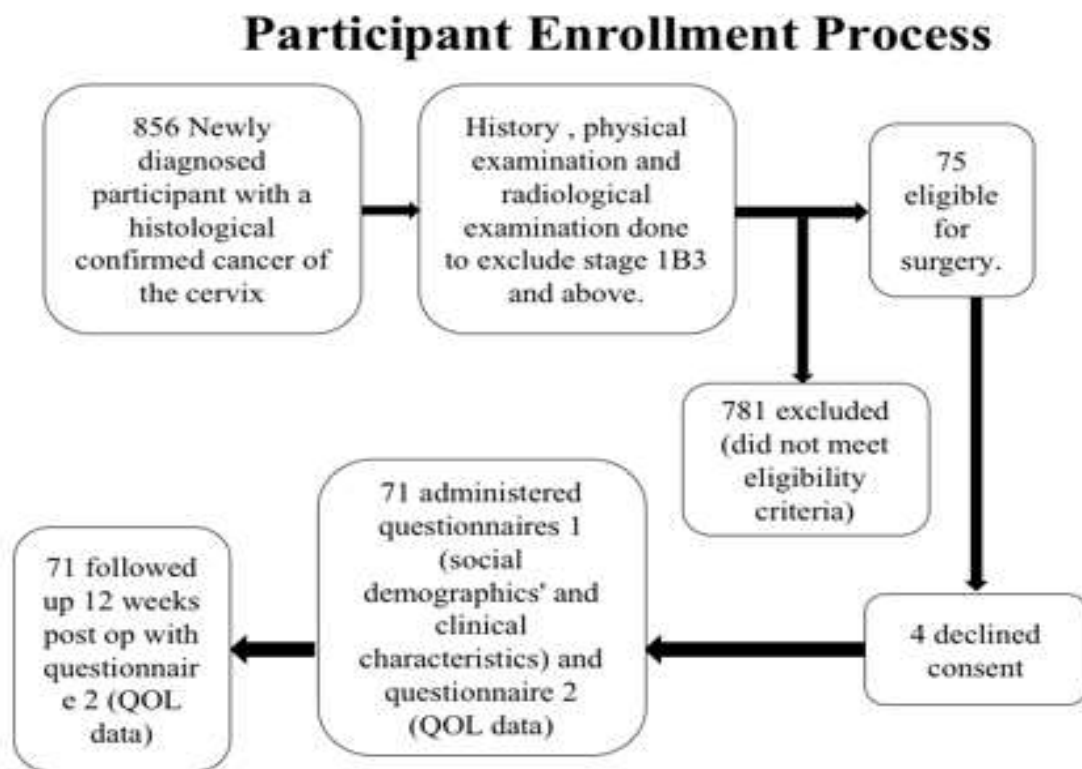 Participant Enrollment Process
856 Newly
diagnosed
participant with a
histological
confirmed cancer of
the cervix
History , physical
examination and
radiological
examination done
to exclude stage 1B3
and above.
75
eligible
for
surgery.
781 excluded
(did not meet
eligibility
criteria)
4 declined
consent
71 administered
questionnaires 1
(social
demographics' and
clinical
characteristics) and
questionnaire 2
(QOL data)
71 followed
up 12 weeks
post op with
questionnair
e 2 (QOL
data)